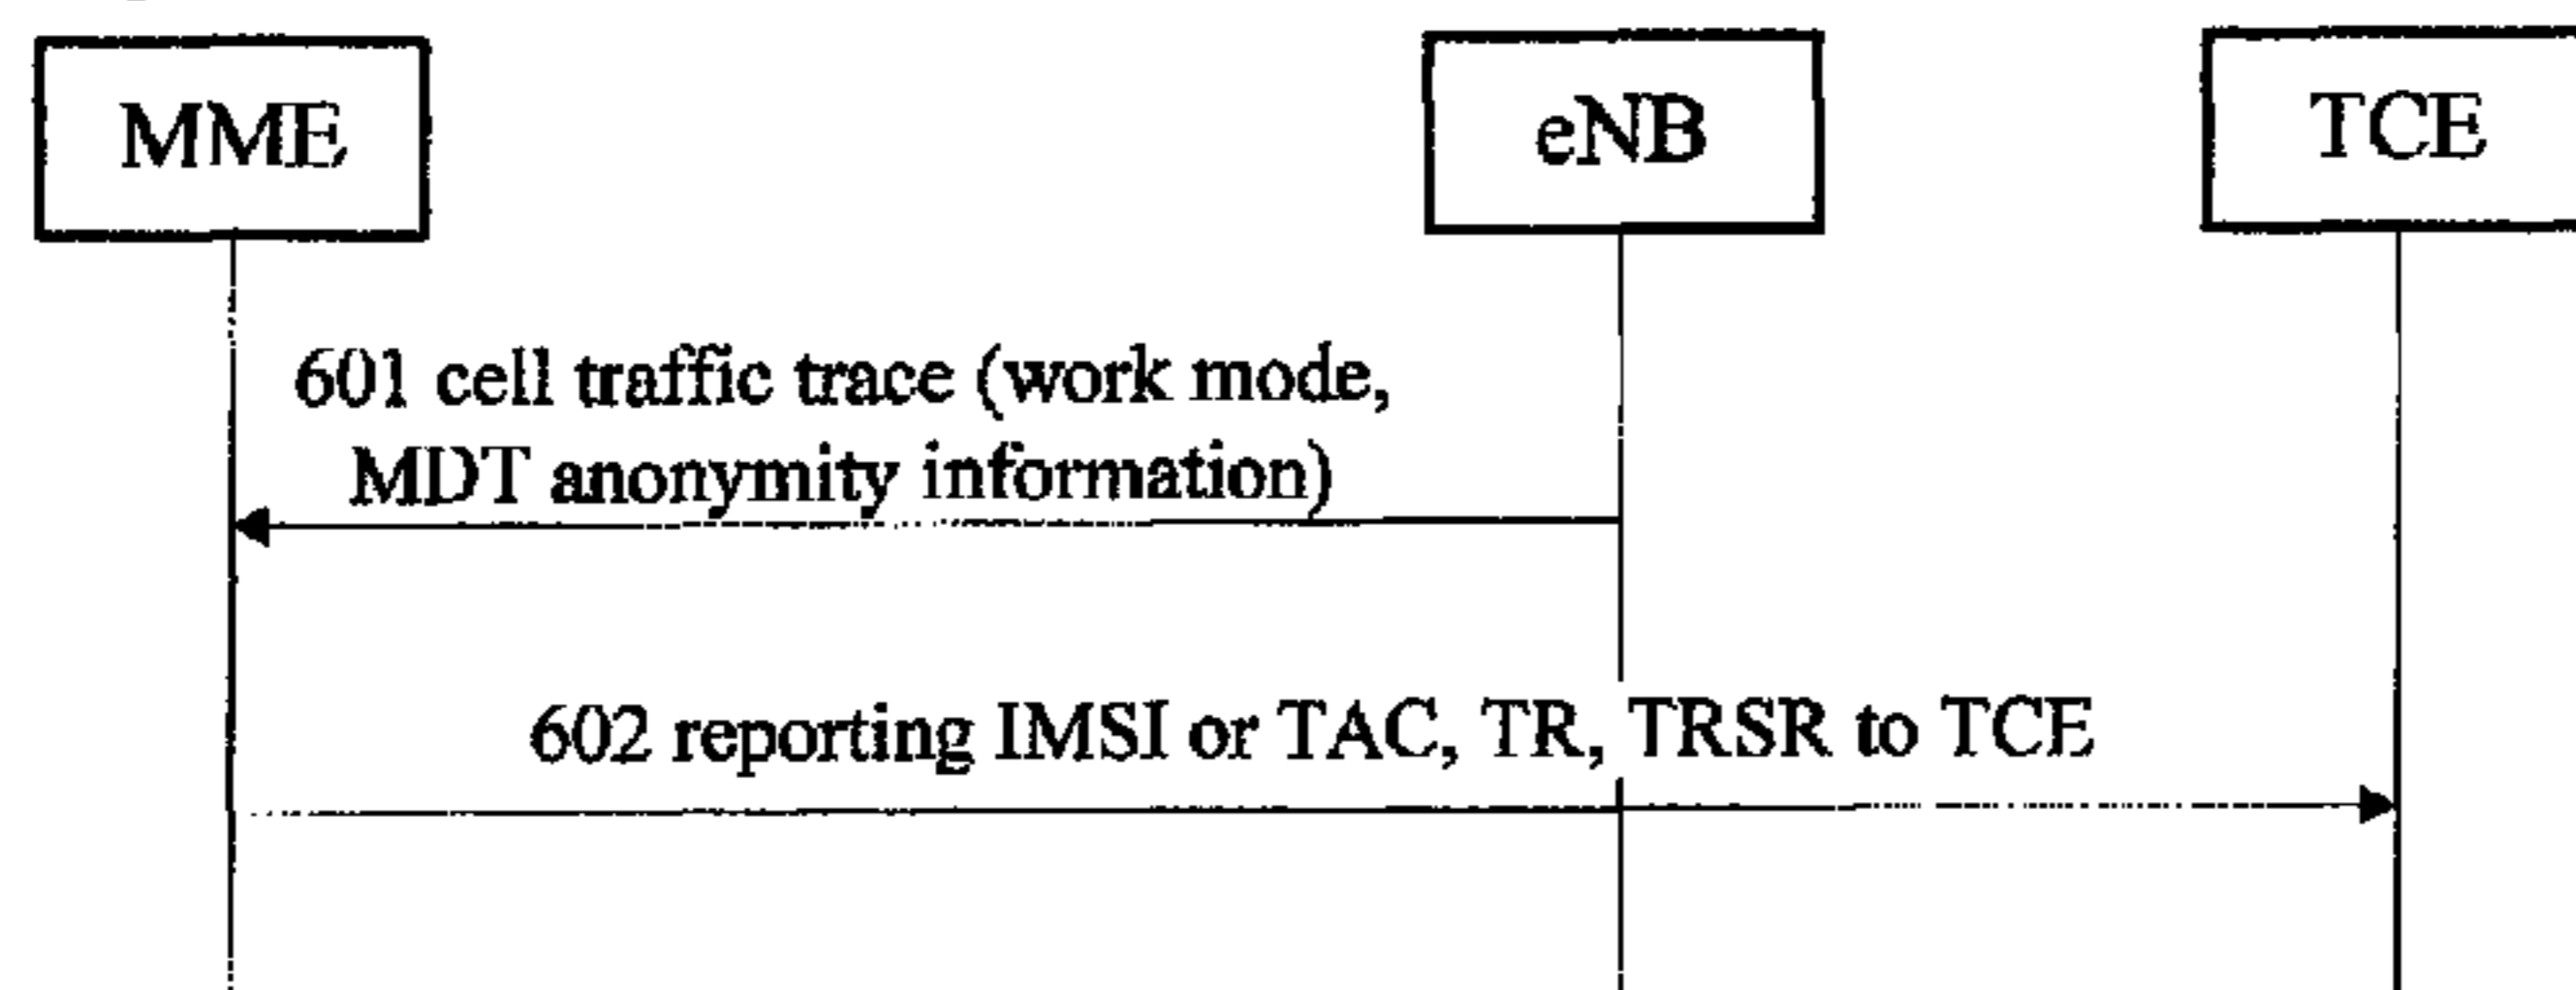 MME
eNB
TCE
601 cell traffic trace (work mode,
MDT anonymity information)
602 reporting IMSI or TAC, TR, TRSR to TCE